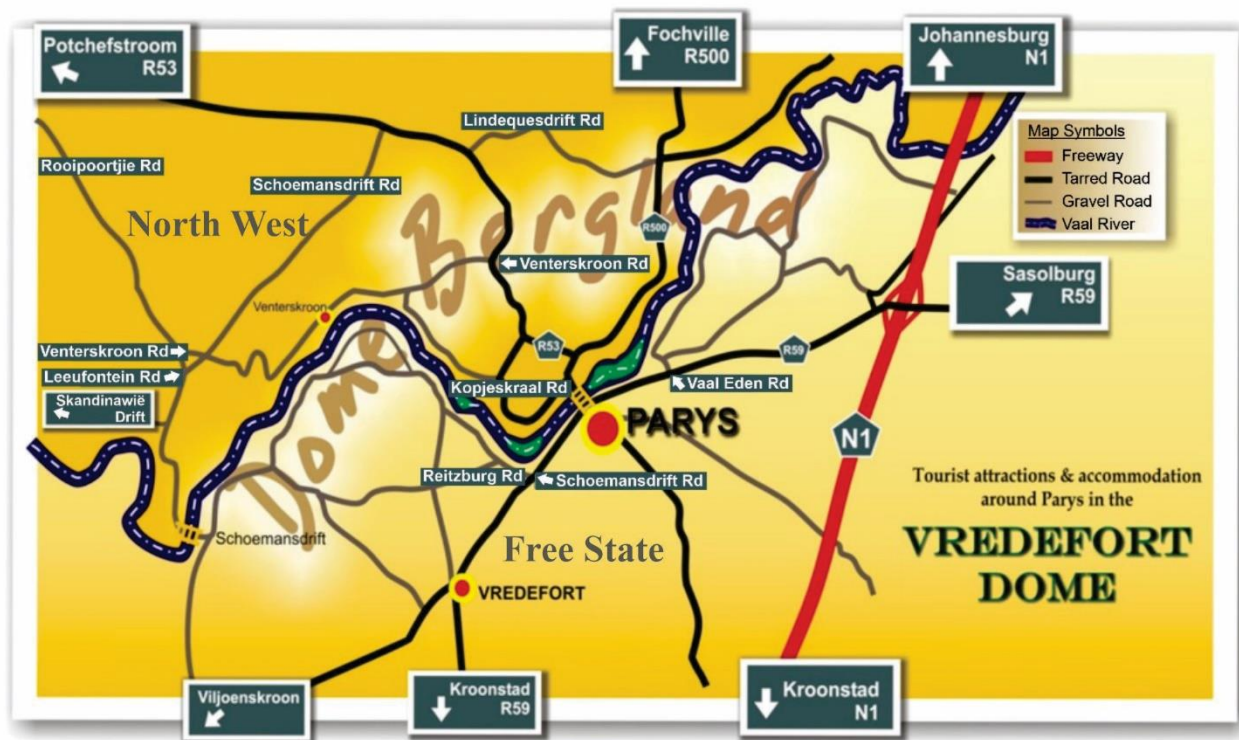 Potchefstroom
R53
Fochville
R500
Johannesburg
N1
Lindequesdrift Rd
Map Symbols
Freeway
Tarred Road
Gravel Road
Vaal River
Rooipoortjie Rd
Schoemansdrift Rd
North West
Dome Bergland
R500
Venterskroon Rd
Sasolburg
R59
Venterskroon
R53
R59
Venterskroon Rd
Leeufontein Rd
Kopjeskraal Rd
Vaal Eden Rd
Skandinawië
Drift
PARYS
N1
Reitzburg Rd
Schoemansdrift Rd
Tourist attractions & accommodation
around Parys in the
VREDEFORT
DOME
Schoemansdrift
Free State
VREDEFORT
Viljoenskroon
Kroonstad
R59
Kroonstad
N1